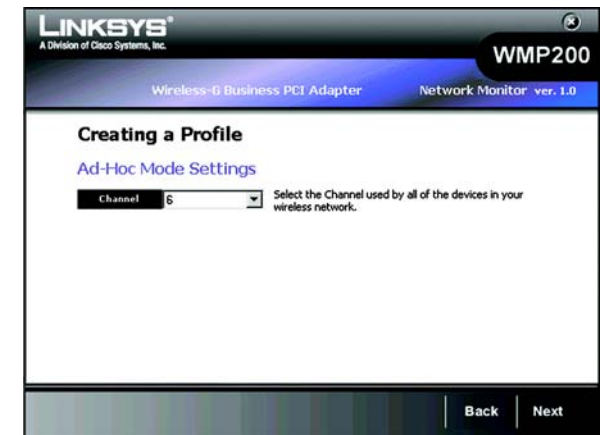 LINKSYS®
A Division of Cisco Systems, Inc.
WMP200
Wireless-G Business PCI Adapter
Network Monitor ver. 1.0
Creating a Profile
Ad-Hoc Mode Settings
Channel
6
Select the Channel used by all of the devices in your
wireless network.
Back
Next